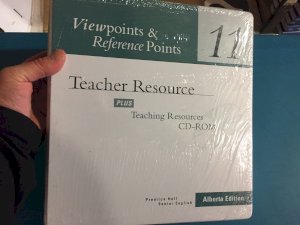 Viewpoints & 11
Reference Points
Teacher Resource
PLUS
Teaching Resources
CD-ROM
Prentice Hall
Senior English
Alberta Edition